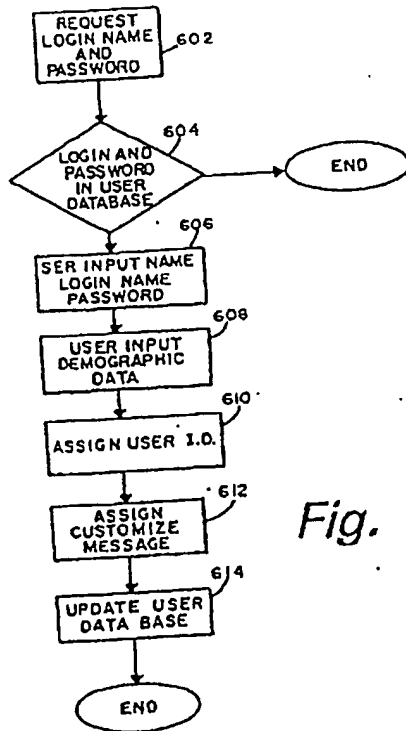 REQUEST
LOGIN NAME
AND
PASSWORD
602
604
LOGIN AND
PASSWORD
IN USER
DATABASE
END
606
SER INPUT NAME
LOGIN NAME
PASSWORD
608
USER INPUT
DEMOGRAPHIC
DATA
610
ASSIGN USER I.D.
612
ASSIGN
CUSTOMIZE
MESSAGE
Fig.
614
UPDATE USER
DATA BASE
END